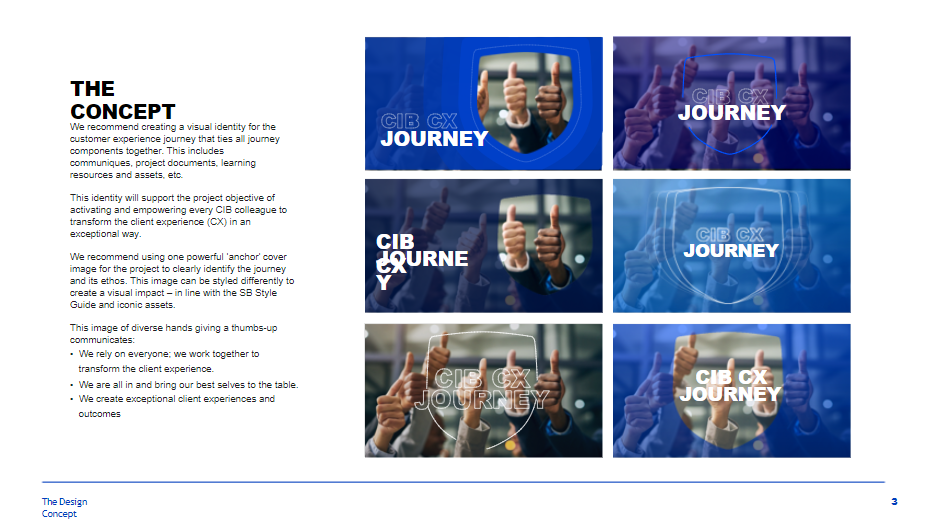 THE
CONCEPT
We recommend creating a visual identity for the
customer experience journey that ties all journey
components together. This includes
communiques, project documents, learning
resources and assets, etc.
This identity will support the project objective of
activating and empowering every CIB colleague to
transform the client experience (CX) in an
exceptional way.
We recommend using one powerful ‘anchor’ cover
image for the project to clearly identify the journey
and its ethos. This image can be styled differently to
create a visual impact – in line with the SB Style
Guide and iconic assets.
This image of diverse hands giving a thumbs-up
communicates:
• We rely on everyone; we work together to
transform the client experience.
• We are all in and bring our best selves to the table.
• We create exceptional client experiences and
outcomes
CIB CX
JOURNEY
CIB CX
JOURNEY
CIB
JOURNE
CX
Y
CIB CX
JOURNEY
CIB CX
JOURNEY
CIB CX
JOURNEY
The Design
Concept
3